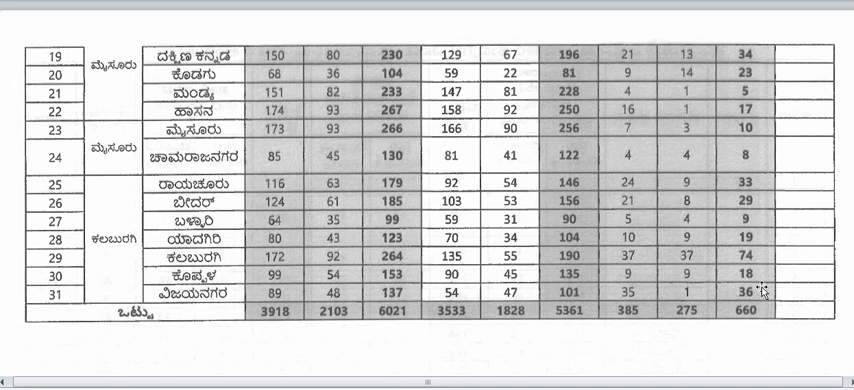 19 ಮೈಸೂರು ದಕ್ಷಿಣ ಕನ್ನಡ 150 80 230 129 67 196 21 13 34
20 ಕೊಡಗು 68 36 104 59 22 81 9 14 23
21 ಮಂಡ್ಯ 151 82 233 147 81 228 4 1 5
22 ಹಾಸನ 174 93 267 158 92 250 16 1 17
23 ಮೈಸೂರು ಮೈಸೂರು 173 93 266 166 90 256 7 3 10
24 ಚಾಮರಾಜನಗರ 85 45 130 81 41 122 4 4 8
25 ಕಲಬುರಗಿ ರಾಯಚೂರು 116 63 179 92 54 146 24 9 33
26 ಬೀದರ್ 124 61 185 103 53 156 21 8 29
27 ಬಳ್ಳಾರಿ 64 35 99 59 31 90 5 4 9
28 ಯಾದಗಿರಿ 80 43 123 70 34 104 10 9 19
29 ಕಲಬುರಗಿ 172 92 264 135 55 190 37 37 74
30 ಕೊಪ್ಪಳ 99 54 153 90 45 135 9 9 18
31 ವಿಜಯನಗರ 89 48 137 54 47 101 35 1 36
ಒಟ್ಟು 3918 2103 6021 3533 1828 5361 385 275 660